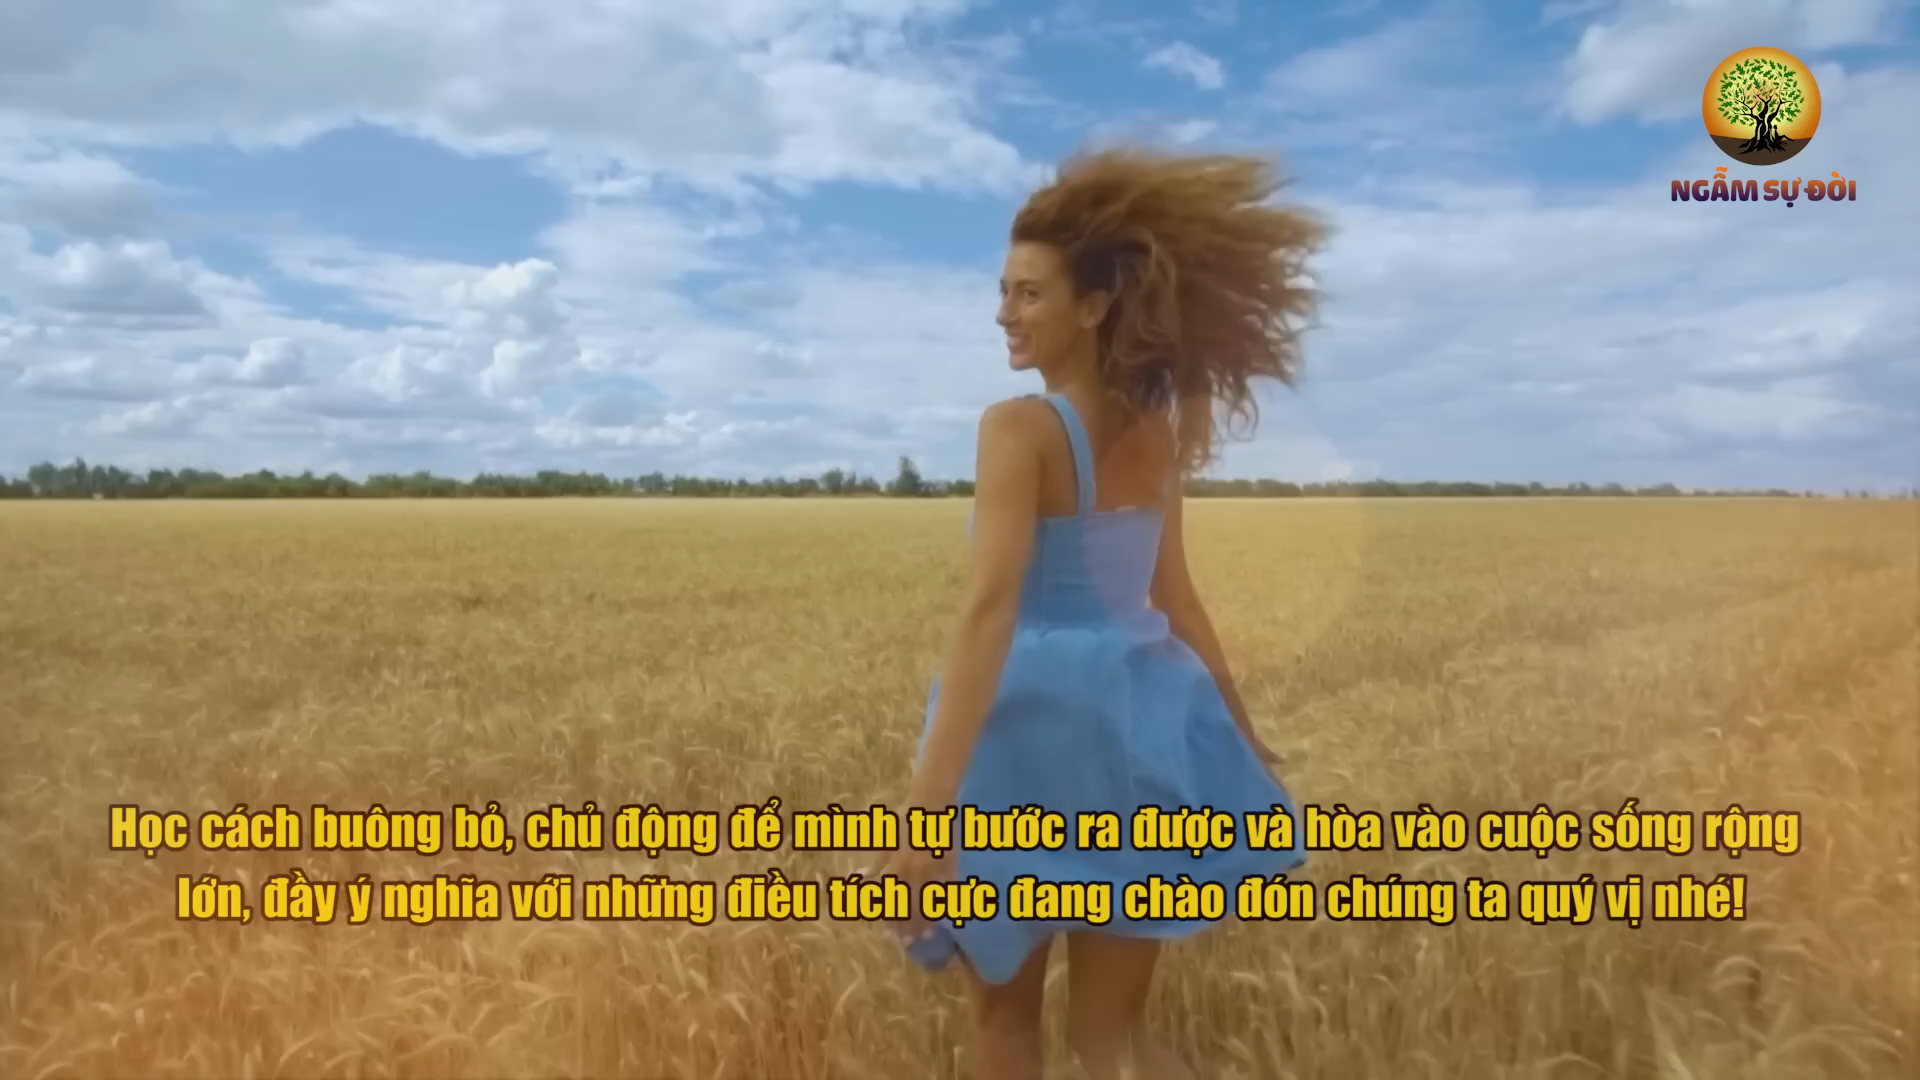 NGẪM SỰ ĐỜI
Học cách buông bỏ, chủ động để mình tự bước ra được và hòa vào cuộc sống rộng
lớn, đầy ý nghĩa với những điều tích cực đang chào đón chúng ta quý vị nhé!